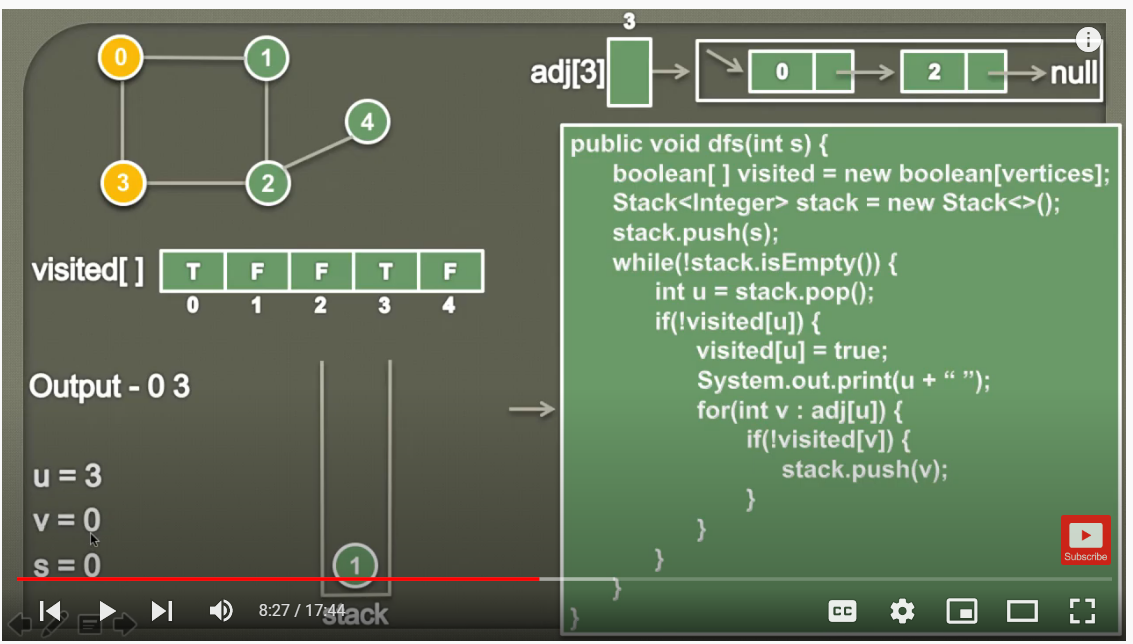 0
1
4
3
2
3
adj[3]
0
2
null
visited[ ]
T F F T F
0 1 2 3 4
Output - 0 3
u = 3
v = 0
s = 0
1
stack
public void dfs(int s) {
boolean[ ] visited = new boolean[vertices];
Stack<Integer> stack = new Stack<>();
stack.push(s);
while(!stack.isEmpty()) {
int u = stack.pop();
if(!visited[u]) {
visited[u] = true;
System.out.print(u + “ ”);
for(int v : adj[u]) {
if(!visited[v]) {
stack.push(v);
}
}
}
}
}
Subscribe
8:27 / 17:44
CC